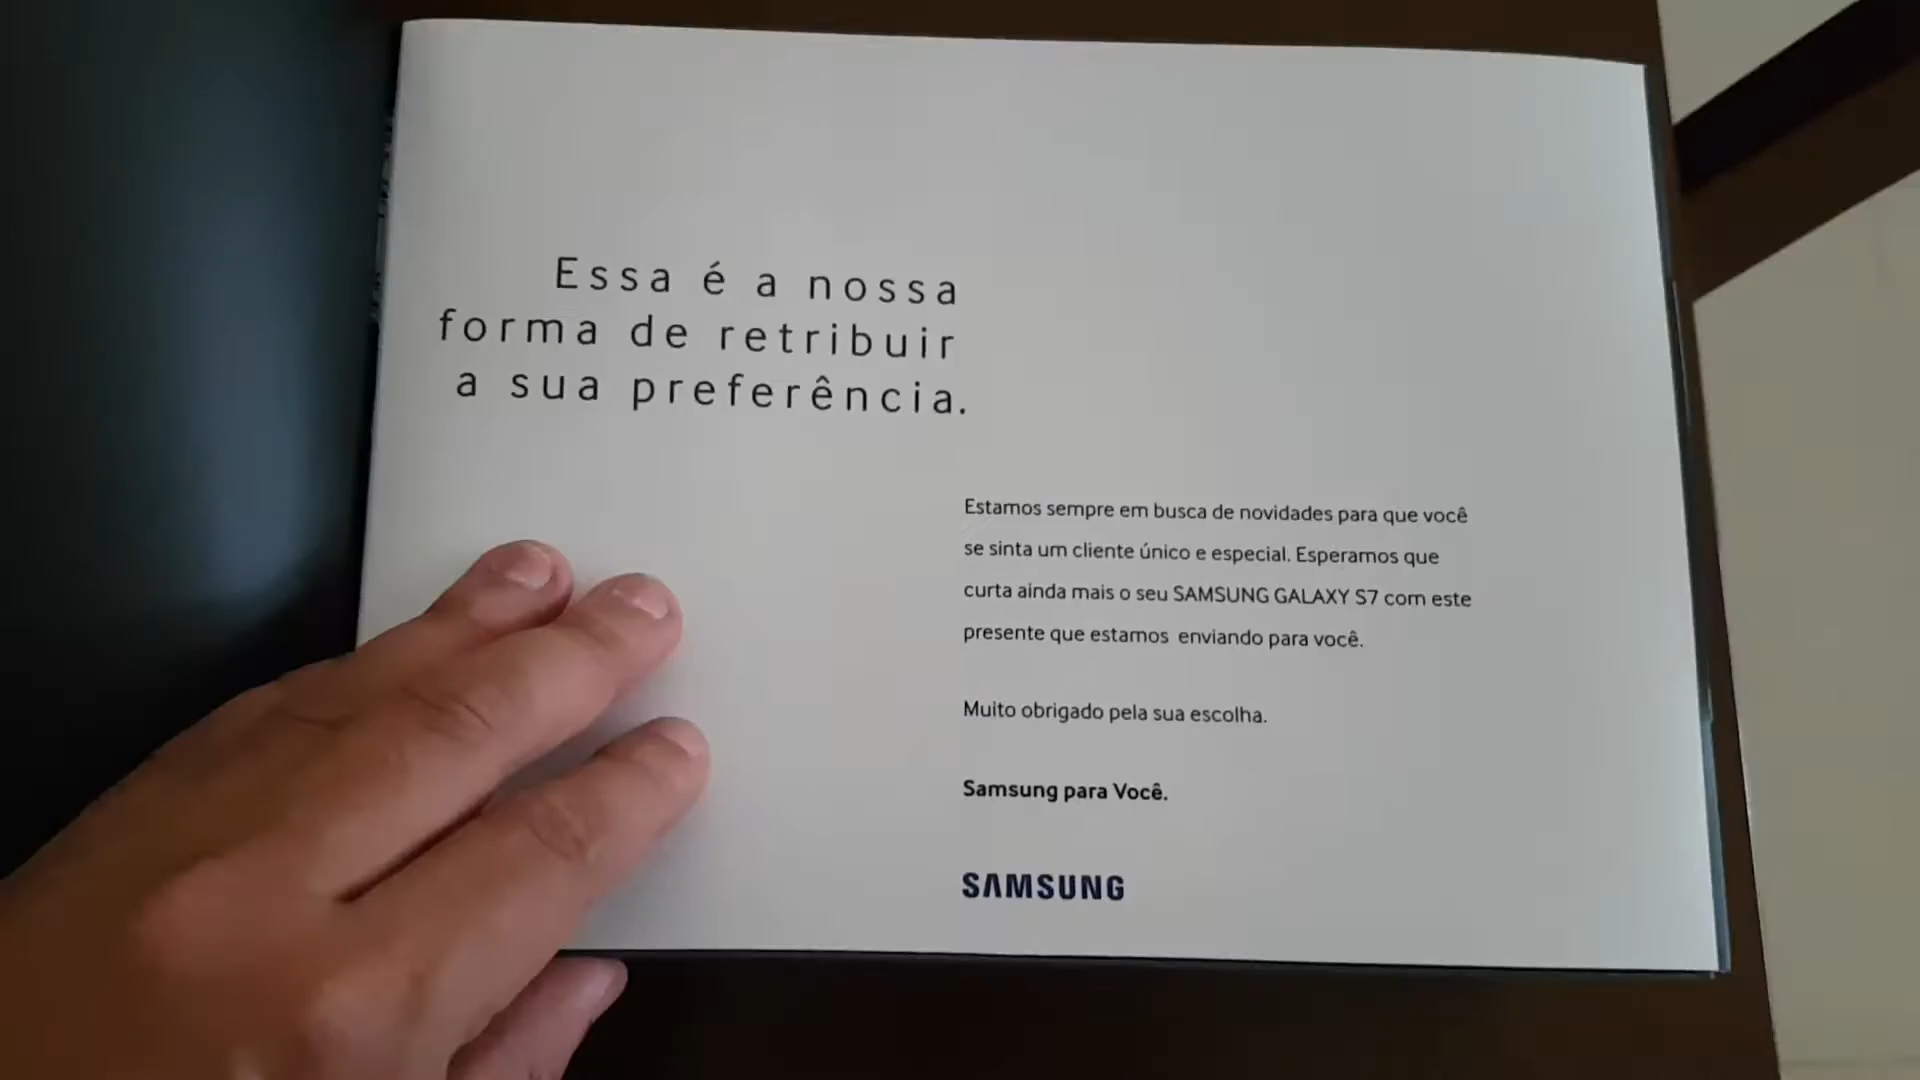 Essa é a nossa
forma de retribuir
a sua preferência.
Estamos sempre em busca de novidades para que você
se sinta um cliente único e especial. Esperamos que
curta ainda mais o seu SAMSUNG GALAXY S7 com este
presente que estamos enviando para você.
Muito obrigado pela sua escolha.
Samsung para Você.
SAMSUNG